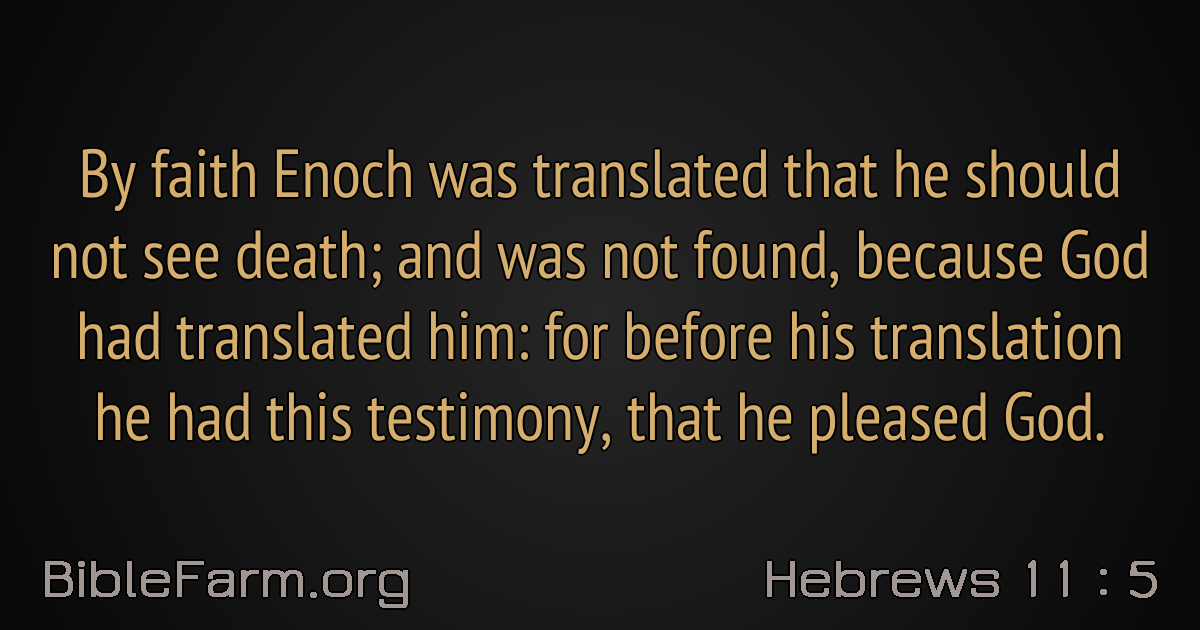 By faith Enoch was translated that he should
not see death; and was not found, because God
had translated him: for before his translation
he had this testimony, that he pleased God.
BibleFarm.org
Hebrews 11 : 5